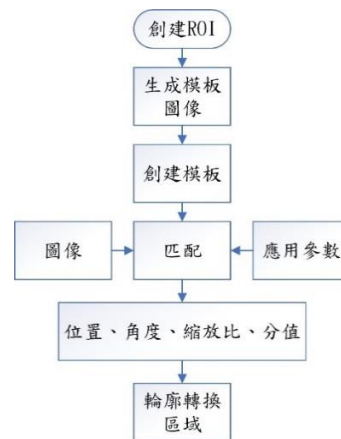 創建ROI
生成模板
圖像
創建模板
圖像
匹配
應用參數
位置、角度、縮放比、分值
輪廓轉換
區域